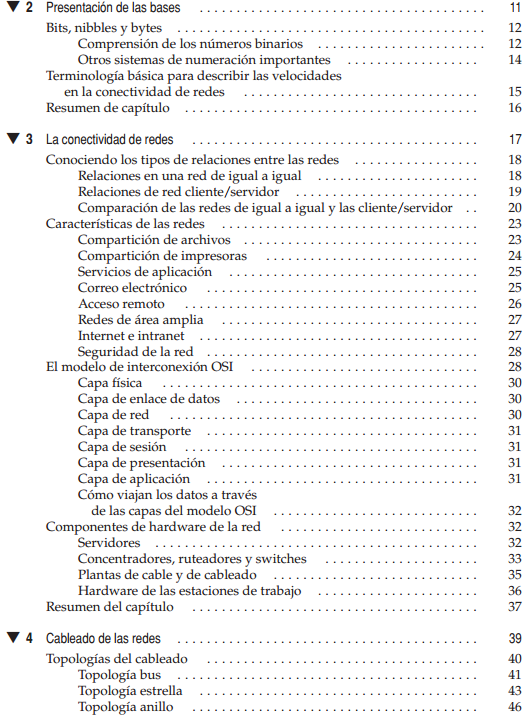 ▼ 2 Presentación de las bases . . . . . . . . . . . . . . . . . . . . 11
Bits, nibbles y bytes . . . . . . . . . . . . . . . . . . . . 12
Comprensión de los números binarios . . . . . . . . . . 12
Otros sistemas de numeración importantes . . . . . . . . . . 14
Terminología básica para describir las velocidades
en la conectividad de redes . . . . . . . . . . . . . . . 15
Resumen de capítulo . . . . . . . . . . . . . . . . . . . . 16
▼ 3 La conectividad de redes . . . . . . . . . . . . . . . . . . . . 17
Conociendo los tipos de relaciones entre las redes . . . . . . . . . . 18
Relaciones en una red de igual a igual . . . . . . . . . . 18
Relaciones de red cliente/servidor . . . . . . . . . . 19
Comparación de las redes de igual a igual y las cliente/servidor . . 20
Características de las redes . . . . . . . . . . . . . . . 23
Compartición de archivos . . . . . . . . . . . . . . . 23
Compartición de impresoras . . . . . . . . . . . . . . . 24
Servicios de aplicación . . . . . . . . . . . . . . . 25
Correo electrónico . . . . . . . . . . . . . . . 25
Acceso remoto . . . . . . . . . . . . . . . . . . . . 26
Redes de área amplia . . . . . . . . . . . . . . . 27
Internet e intranet . . . . . . . . . . . . . . . 27
Seguridad de la red . . . . . . . . . . . . . . . 28
El modelo de interconexión OSI . . . . . . . . . . . . . . . 28
Capa física . . . . . . . . . . . . . . . . . . . . 30
Capa de enlace de datos . . . . . . . . . . . . . . . 30
Capa de red . . . . . . . . . . . . . . . . . . . . 30
Capa de transporte . . . . . . . . . . . . . . . 31
Capa de sesión . . . . . . . . . . . . . . . . . . . . 31
Capa de presentación . . . . . . . . . . . . . . . 31
Capa de aplicación . . . . . . . . . . . . . . . 31
Cómo viajan los datos a través
de las capas del modelo OSI . . . . . . . . . . . . . . . 32
Componentes de hardware de la red . . . . . . . . . . . . . . . 32
Servidores . . . . . . . . . . . . . . . . . . . . 32
Concentradores, ruteadores y switches . . . . . . . . . . 33
Plantas de cable y de cableado . . . . . . . . . . . . . . . 35
Hardware de las estaciones de trabajo . . . . . . . . . . 36
Resumen del capítulo . . . . . . . . . . . . . . . . . . . . 37
▼ 4 Cableado de las redes . . . . . . . . . . . . . . . . . . . . 39
Topologías del cableado . . . . . . . . . . . . . . . 40
Topología bus . . . . . . . . . . . . . . . . . . . . 41
Topología estrella . . . . . . . . . . . . . . . 43
Topología anillo . . . . . . . . . . . . . . . 46